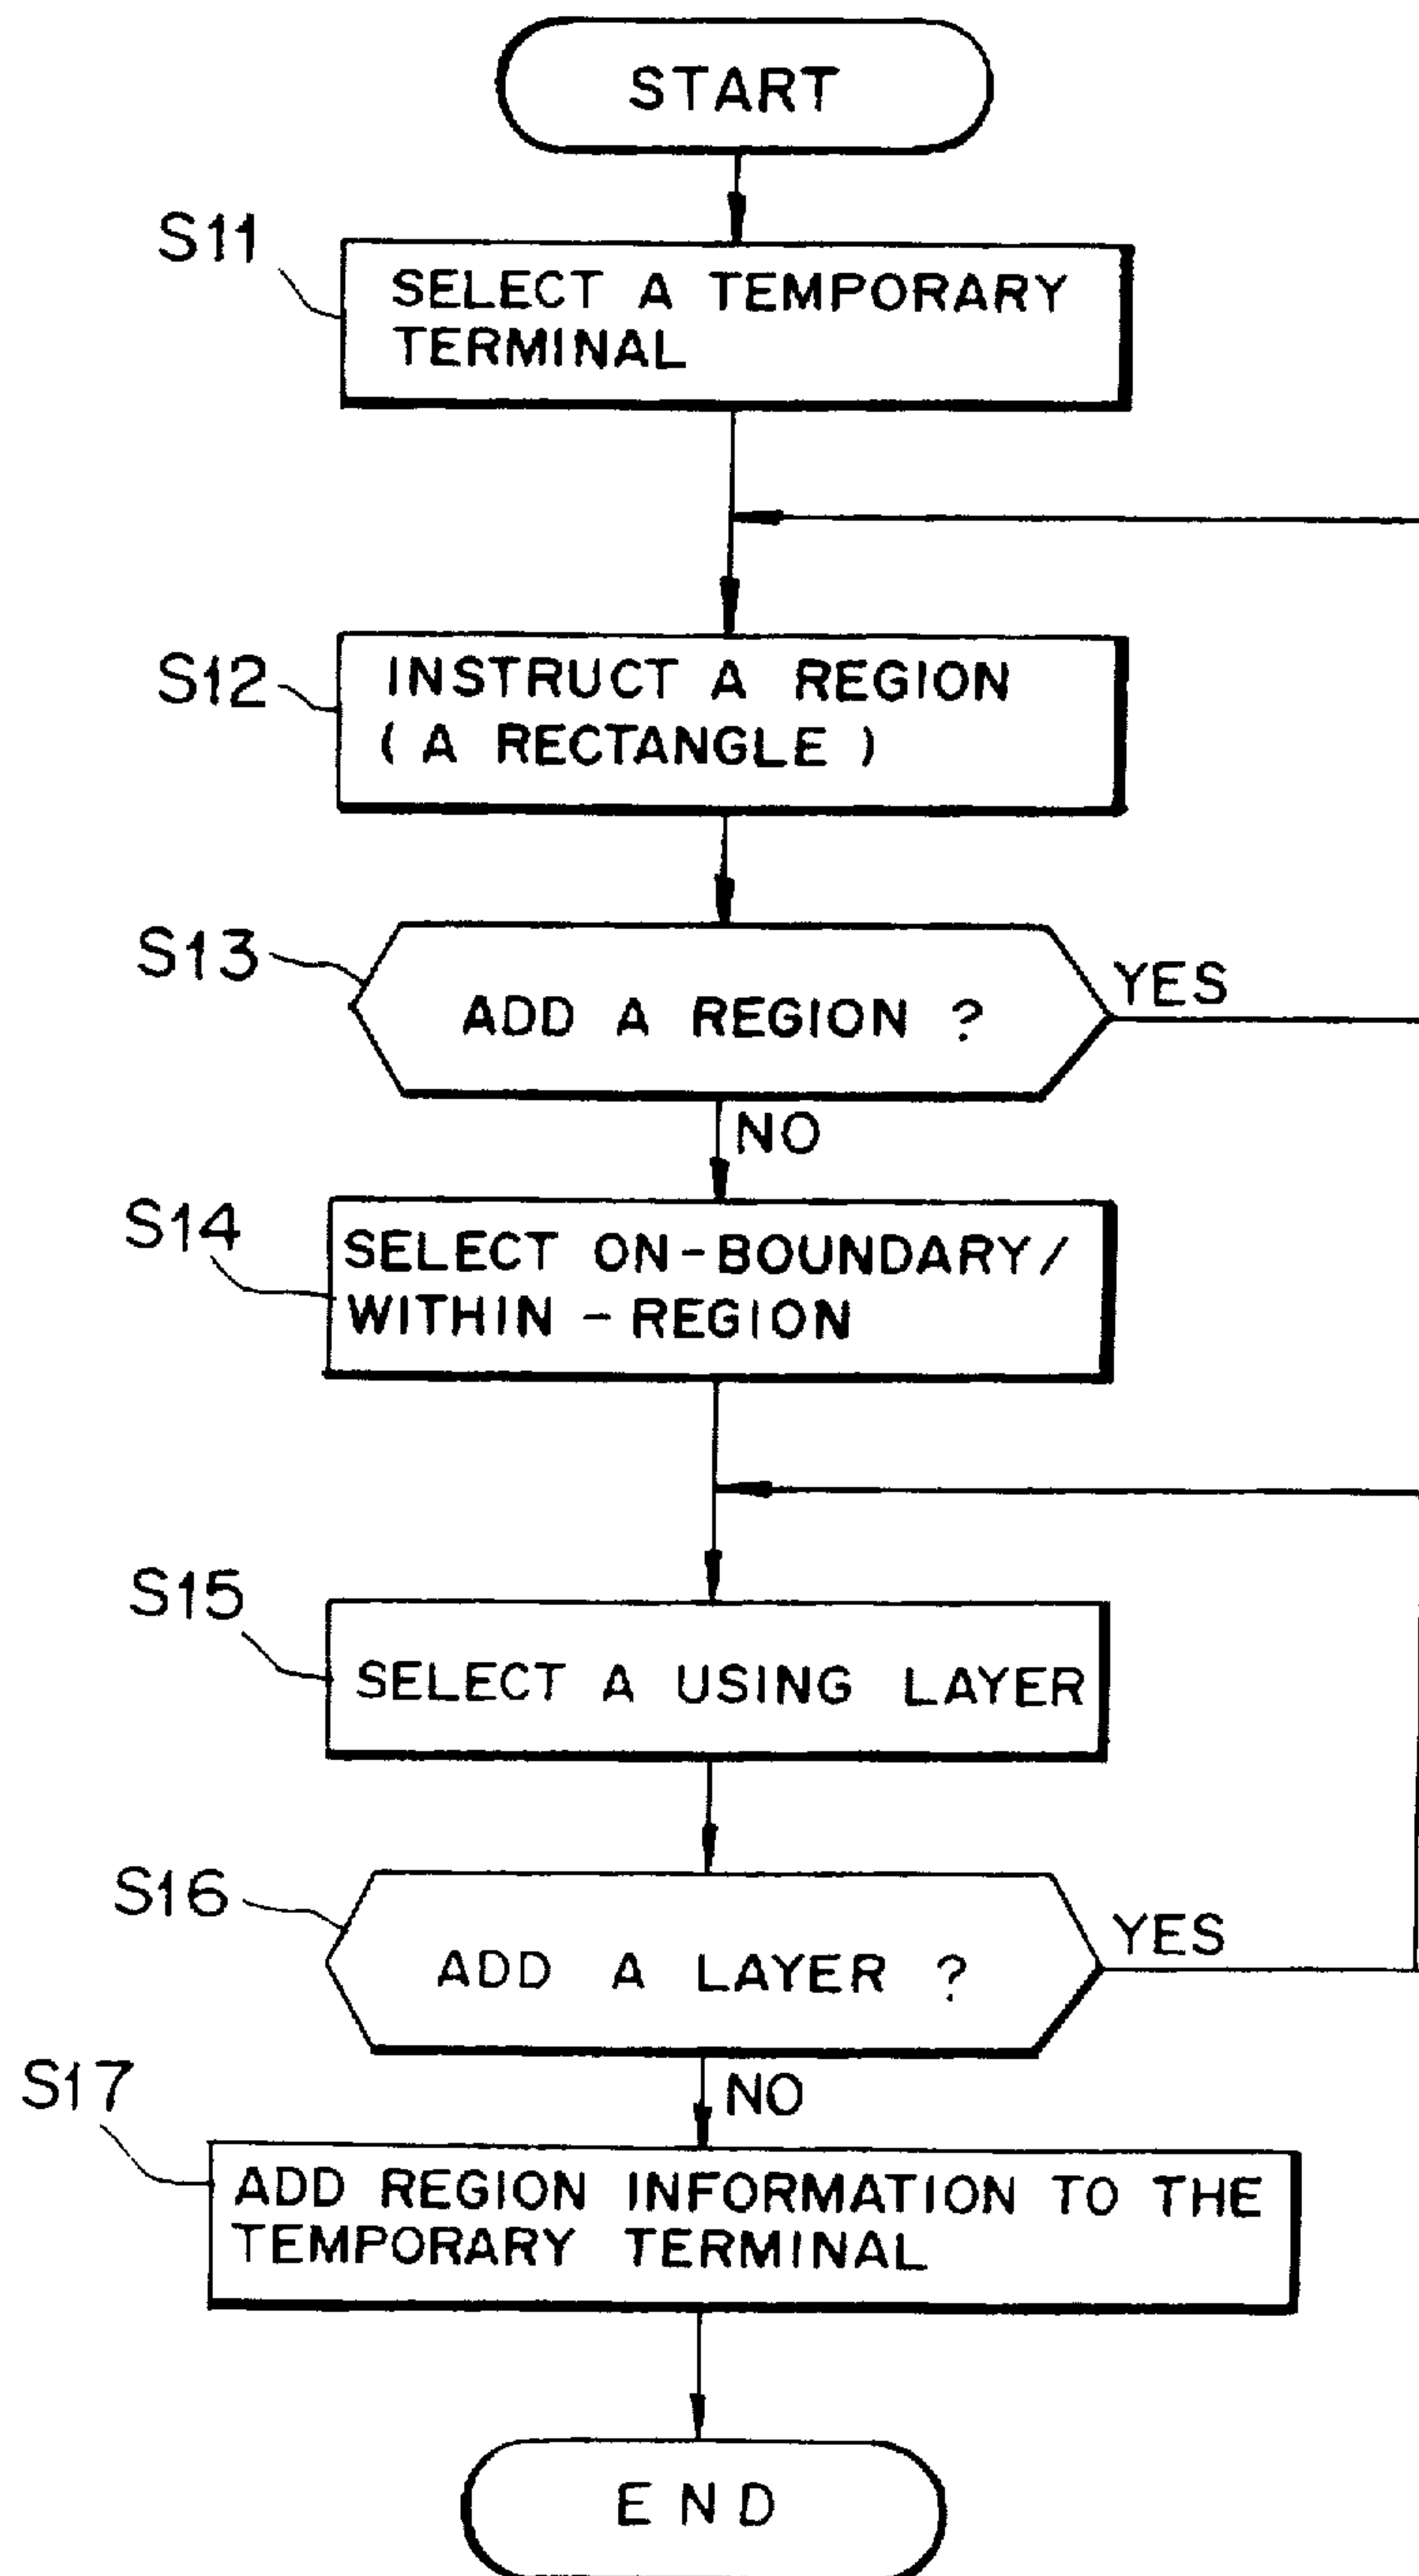 START
S11
SELECT A TEMPORARY
TERMINAL
S12
INSTRUCT A REGION
( A RECTANGLE )
S13
ADD A REGION ?
YES
NO
S14
SELECT ON-BOUNDARY/
WITHIN-REGION
S15
SELECT A USING LAYER
S16
ADD A LAYER ?
YES
NO
S17
ADD REGION INFORMATION TO THE
TEMPORARY TERMINAL
END